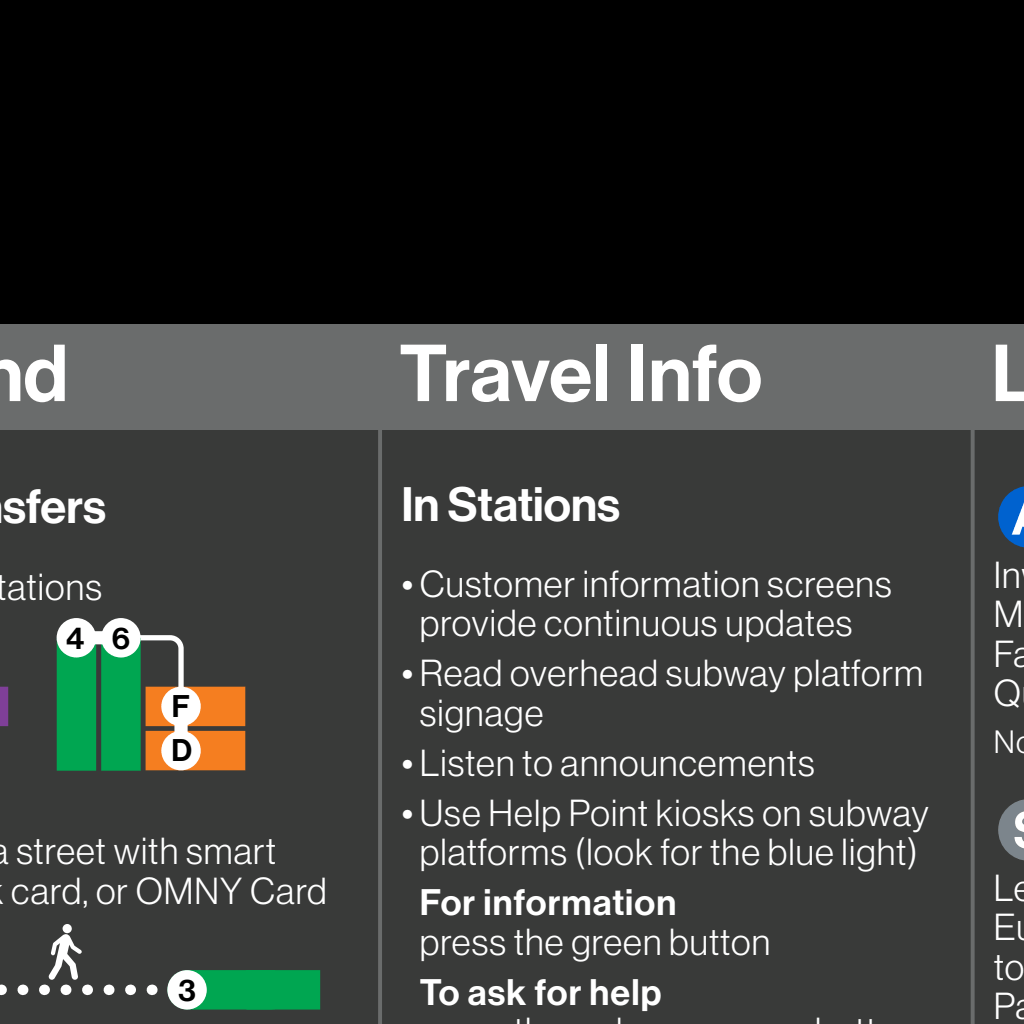 Travel Info
nsfers
tations
4 6
F
D
a street with smart
card, or OMNY Card
3
In Stations
• Customer information screens
provide continuous updates
• Read overhead subway platform
signage
• Listen to announcements
• Use Help Point kiosks on subway
platforms (look for the blue light)
For information
press the green button
To ask for help